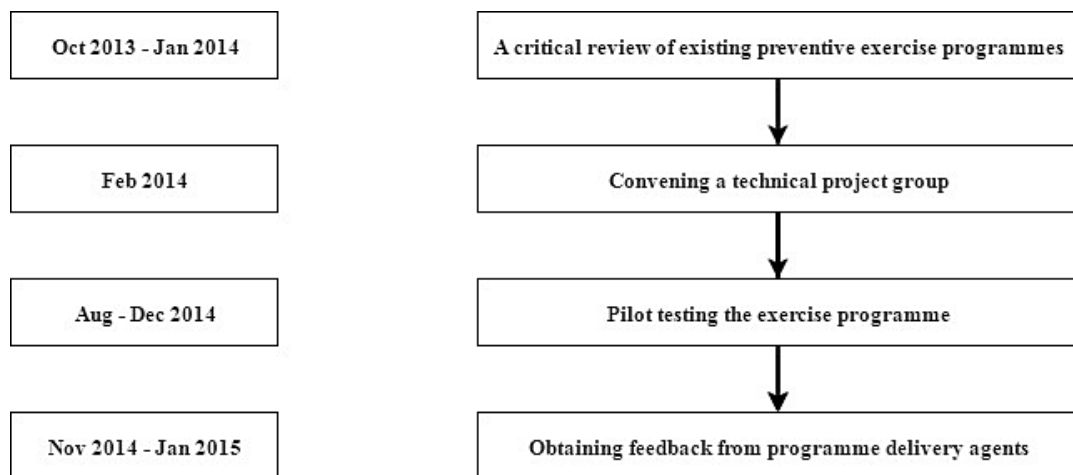 Oct 2013 - Jan 2014
A critical review of existing preventive exercise programmes
Feb 2014
Convening a technical project group
Aug - Dec 2014
Pilot testing the exercise programme
Nov 2014 - Jan 2015
Obtaining feedback from programme delivery agents